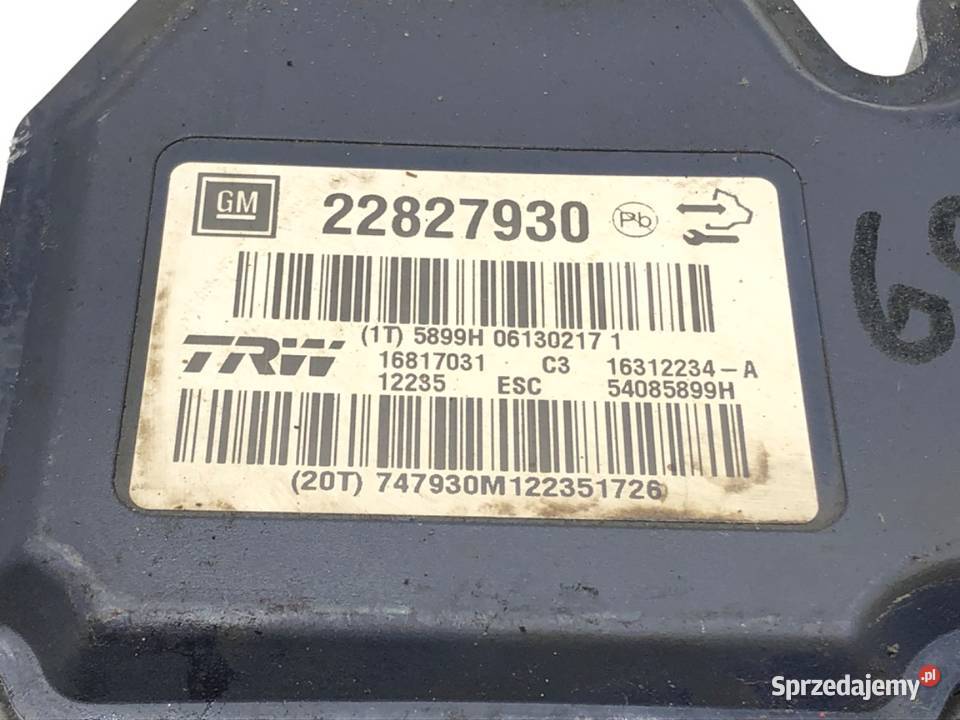 GM 22827930 Pb
(1T) 5899H 06130217 1
TRW 16817031 C3 16312234-A
12235 ESC 54085899H
(20T) 747930M122351726
Sprzedajemy.pl